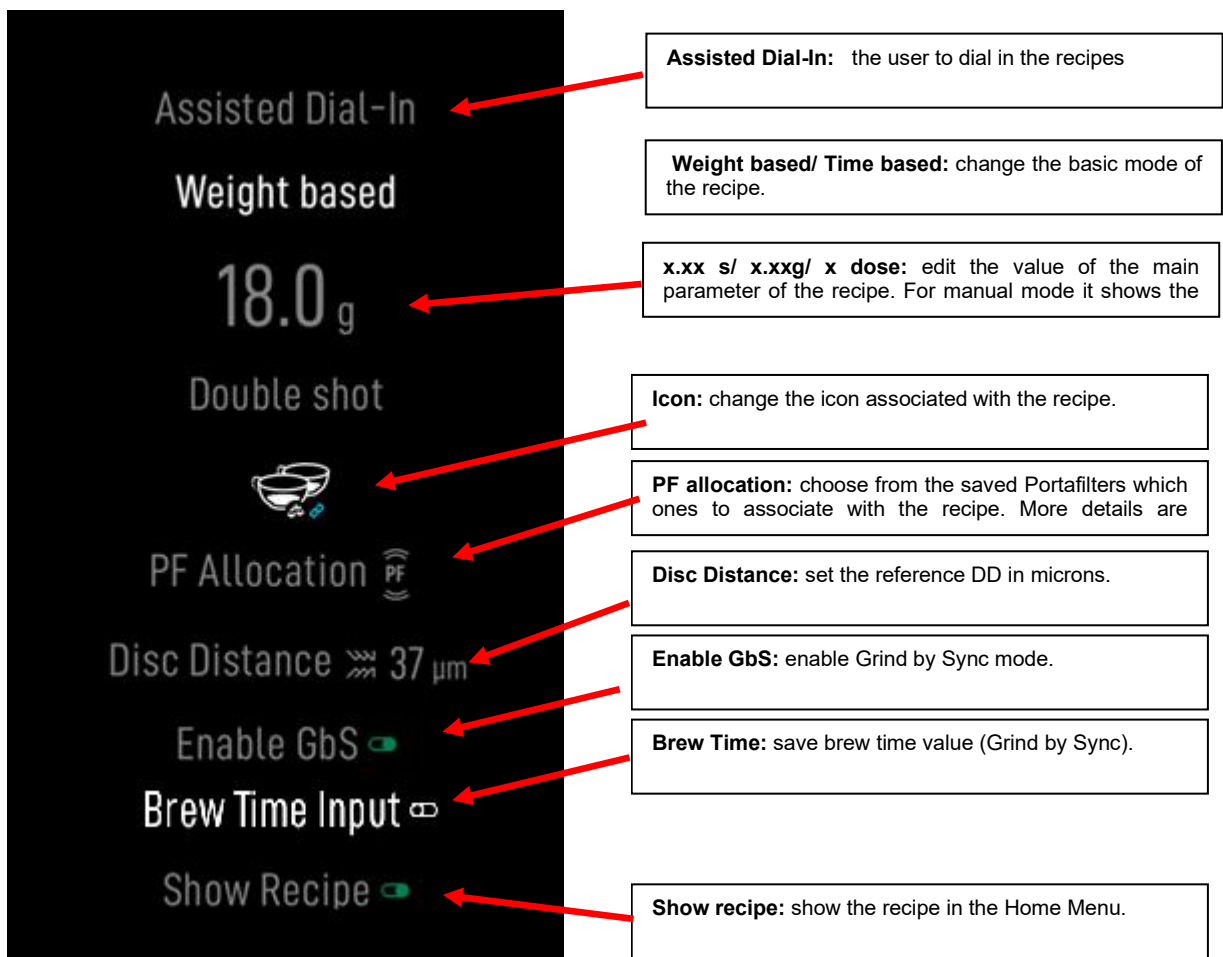 Assisted Dial-In
Weight based
18.0 g
Double shot
PF Allocation PF
Disc Distance 37 µm
Enable GbS
Brew Time Input
Show Recipe
Assisted Dial-In: the user to dial in the recipes
Weight based/ Time based: change the basic mode of
the recipe.
x.xx s/ x.xxg/ x dose: edit the value of the main
parameter of the recipe. For manual mode it shows the
Icon: change the icon associated with the recipe.
PF allocation: choose from the saved Portafilters which
ones to associate with the recipe. More details are
Disc Distance: set the reference DD in microns.
Enable GbS: enable Grind by Sync mode.
Brew Time: save brew time value (Grind by Sync).
Show recipe: show the recipe in the Home Menu.